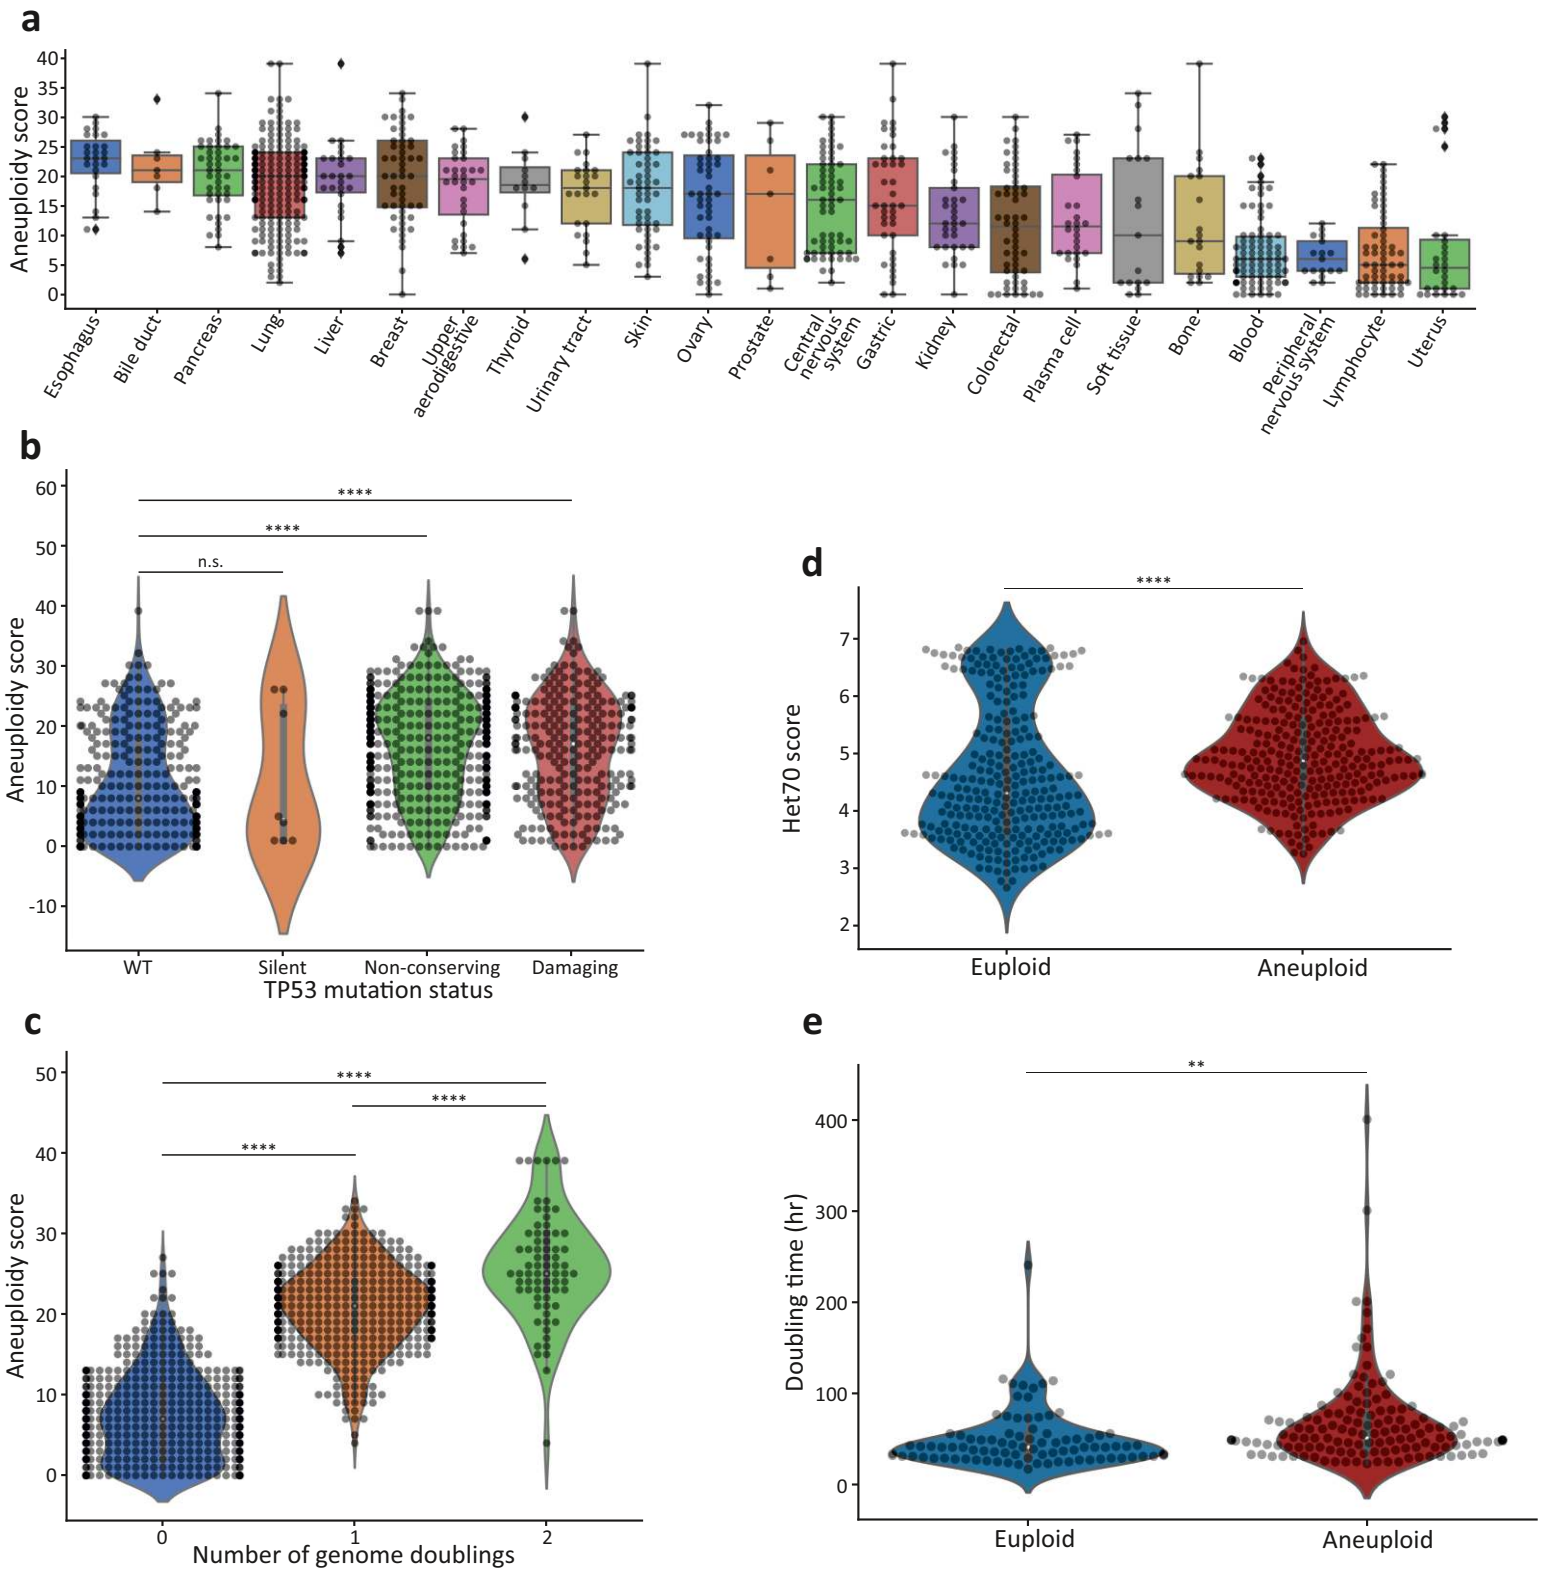 a
Aneuploidy score
40
35
30
25
20
15
10
5
0
Esophagus
Bile duct
Pancreas
Lung
Liver
Breast
Upper
aerodigestive
Thyroid
Urinary tract
Skin
Ovary
Prostate
Central
nervous
system
Gastric
Kidney
Colorectal
Plasma cell
Soft tissue
Bone
Blood
Peripheral
nervous system
Lymphocyte
Uterus
b
Aneuploidy score
60
50
40
30
20
10
0
-10
****
****
n.s.
WT
Silent
Non-conserving
Damaging
TP53 mutation status
c
Aneuploidy score
50
40
30
20
10
0
****
****
****
0
1
2
Number of genome doublings
d
Het70 score
7
6
5
4
3
2
****
Euploid
Aneuploid
e
Doubling time (hr)
400
300
200
100
0
**
Euploid
Aneuploid